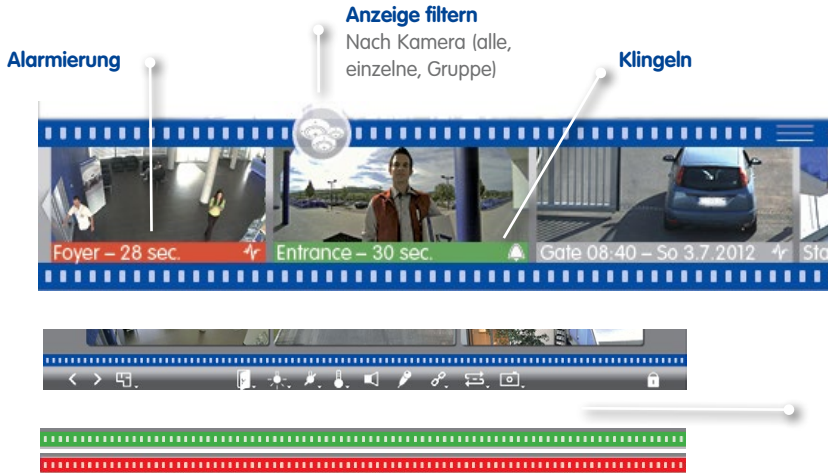 Anzeige filtern
Nach Kamera (alle,
einzelne, Gruppe)
Alarmierung
Klingeln
Foyer – 28 sec.
Entrance – 30 sec.
Gate 08:40 – So 3.7.2012
Sta